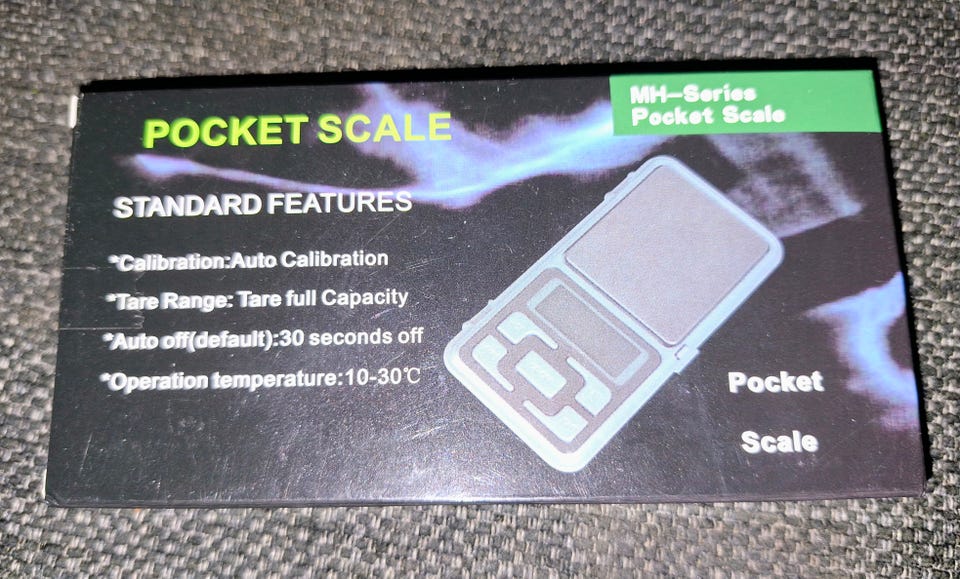 MH-Series
Pocket Scale
POCKET SCALE
STANDARD FEATURES
*Calibration:Auto Calibration
*Tare Range: Tare full Capacity
*Auto off(default):30 seconds off
*Operation temperature:10-30℃
Pocket
Scale